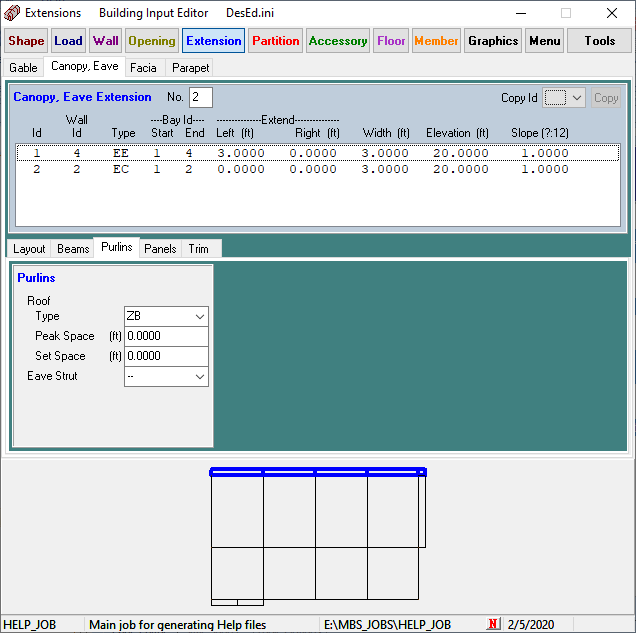 Extensions Building Input Editor DesEd.ini
Shape Load Wall Opening Extension Partition Accessory Floor Member Graphics Menu Tools
Gable Canopy, Eave Facia Parapet
Canopy, Eave Extension No. 2 Copy Id Copy
Wall ----Bay Id---- --------------Extend--------------
Id Id Type Start End Left (ft) Right (ft) Width (ft) Elevation (ft) Slope (?:12)
1 4 EE 1 4 3.0000 0.0000 3.0000 20.0000 1.0000
2 2 EC 1 2 0.0000 0.0000 3.0000 20.0000 1.0000
Layout Beams Purlins Panels Trim
Purlins
Roof
Type ZB
Peak Space (ft) 0.0000
Set Space (ft) 0.0000
Eave Strut --
HELP_JOB Main job for generating Help files E:\MBS_JOBS\HELP_JOB N 2/5/2020